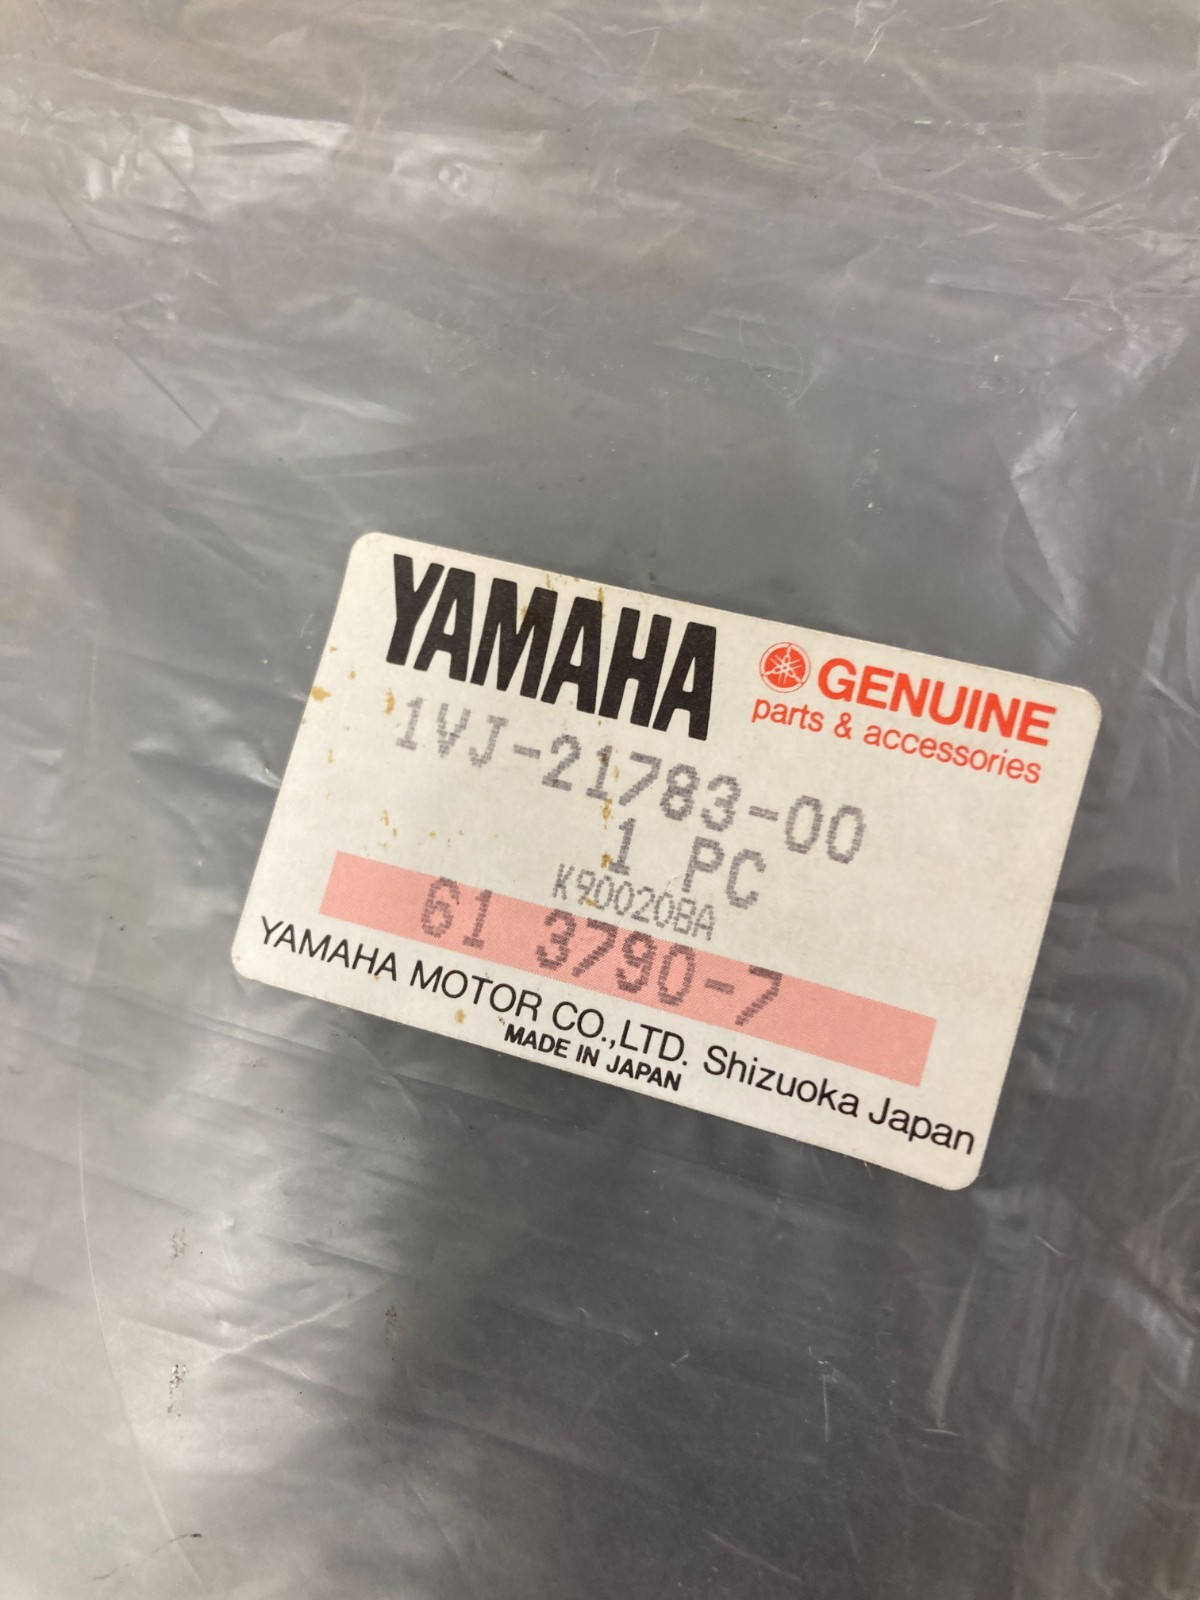 YAMAHA
GENUINE
parts & accessories
1VJ-21783-00
1 PC
K90020BA
61 3790-7
YAMAHA MOTOR CO.,LTD. Shizuoka Japan
MADE IN JAPAN